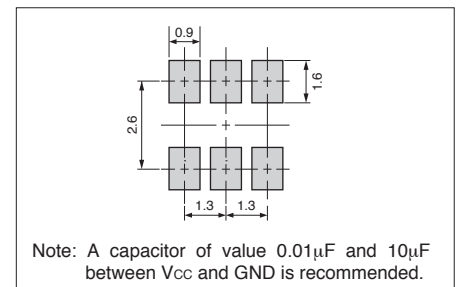 0.9
1.6
2.6
1.3 1.3
Note: A capacitor of value 0.01μF and 10μF
between Vcc and GND is recommended.